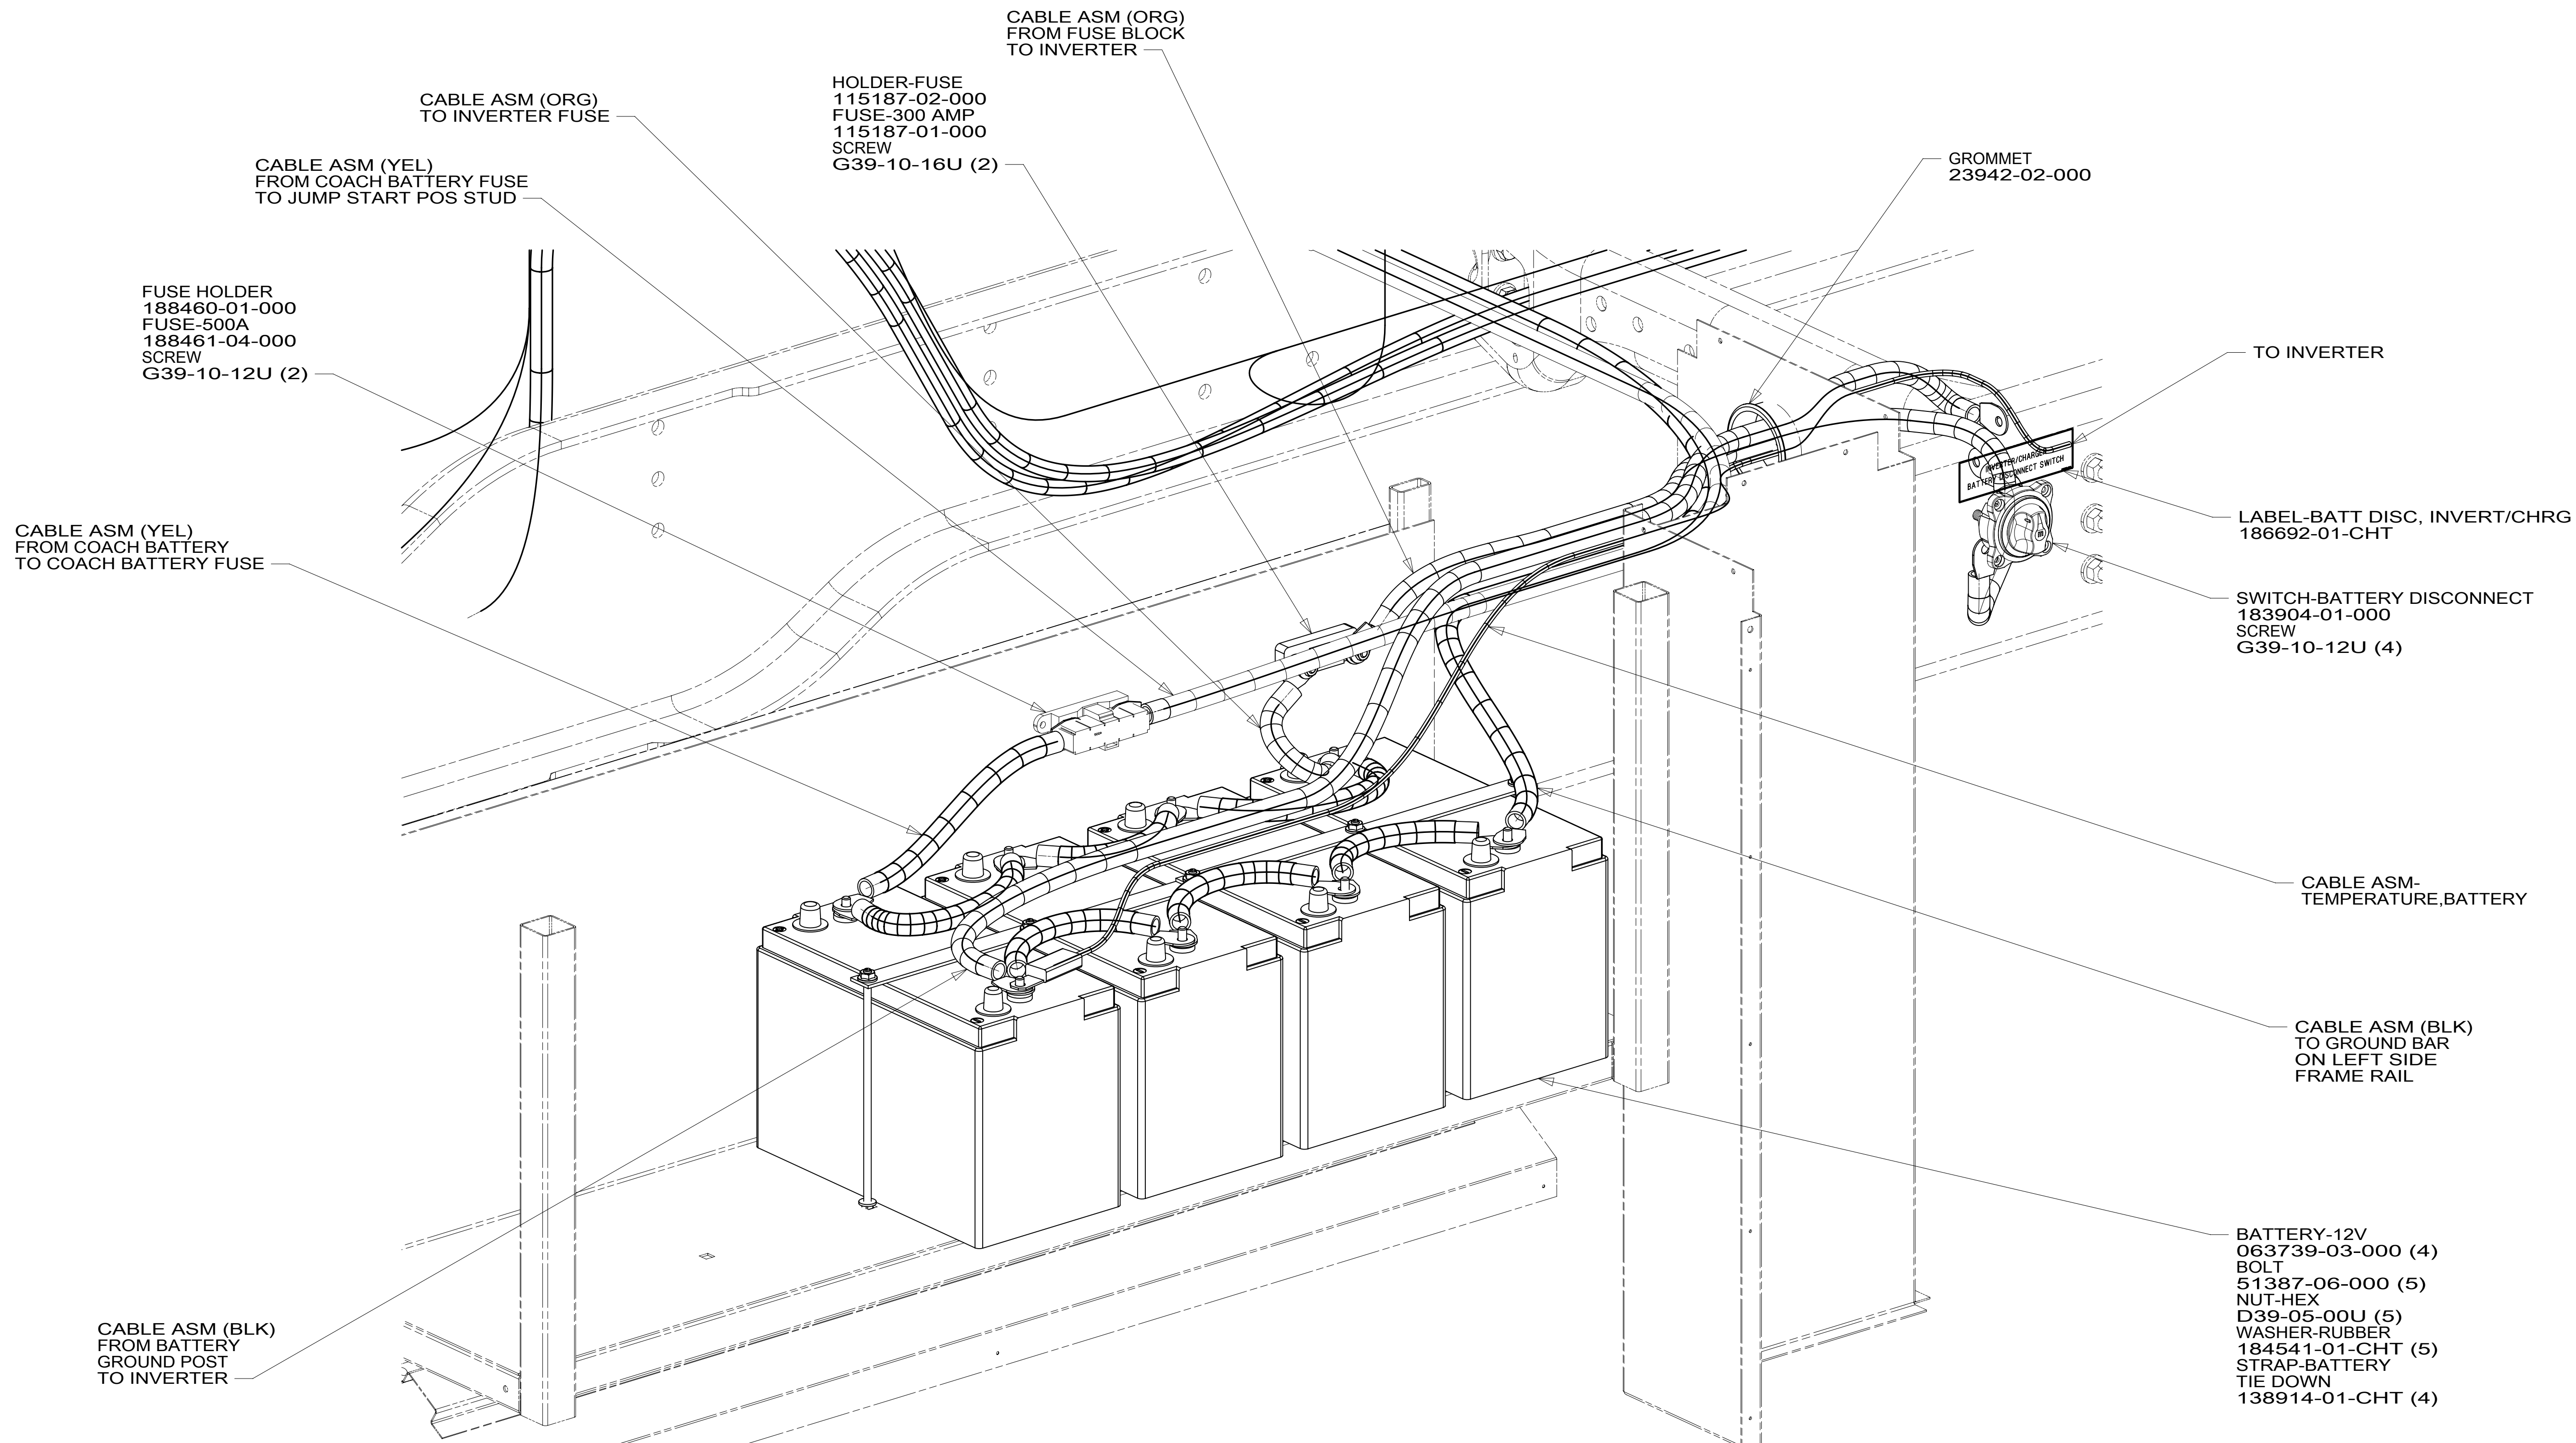 CABLE ASM (ORG)
FROM FUSE BLOCK
TO INVERTER
HOLDER-FUSE
115187-02-000
FUSE-300 AMP
115187-01-000
SCREW
G39-10-16U (2)
CABLE ASM (ORG)
TO INVERTER FUSE
CABLE ASM (YEL)
FROM COACH BATTERY FUSE
TO JUMP START POS STUD
GROMMET
23942-02-000
FUSE HOLDER
188460-01-000
FUSE-500A
188461-04-000
SCREW
G39-10-12U (2)
TO INVERTER
INVERTER/CHARGER
BATTERY DISCONNECT SWITCH
CABLE ASM (YEL)
FROM COACH BATTERY
TO COACH BATTERY FUSE
LABEL-BATT DISC, INVERT/CHRG
186692-01-CHT
SWITCH-BATTERY DISCONNECT
183904-01-000
SCREW
G39-10-12U (4)
CABLE ASM-
TEMPERATURE,BATTERY
CABLE ASM (BLK)
TO GROUND BAR
ON LEFT SIDE
FRAME RAIL
BATTERY-12V
063739-03-000 (4)
BOLT
51387-06-000 (5)
NUT-HEX
D39-05-00U (5)
WASHER-RUBBER
184541-01-CHT (5)
STRAP-BATTERY
TIE DOWN
138914-01-CHT (4)
CABLE ASM (BLK)
FROM BATTERY
GROUND POST
TO INVERTER